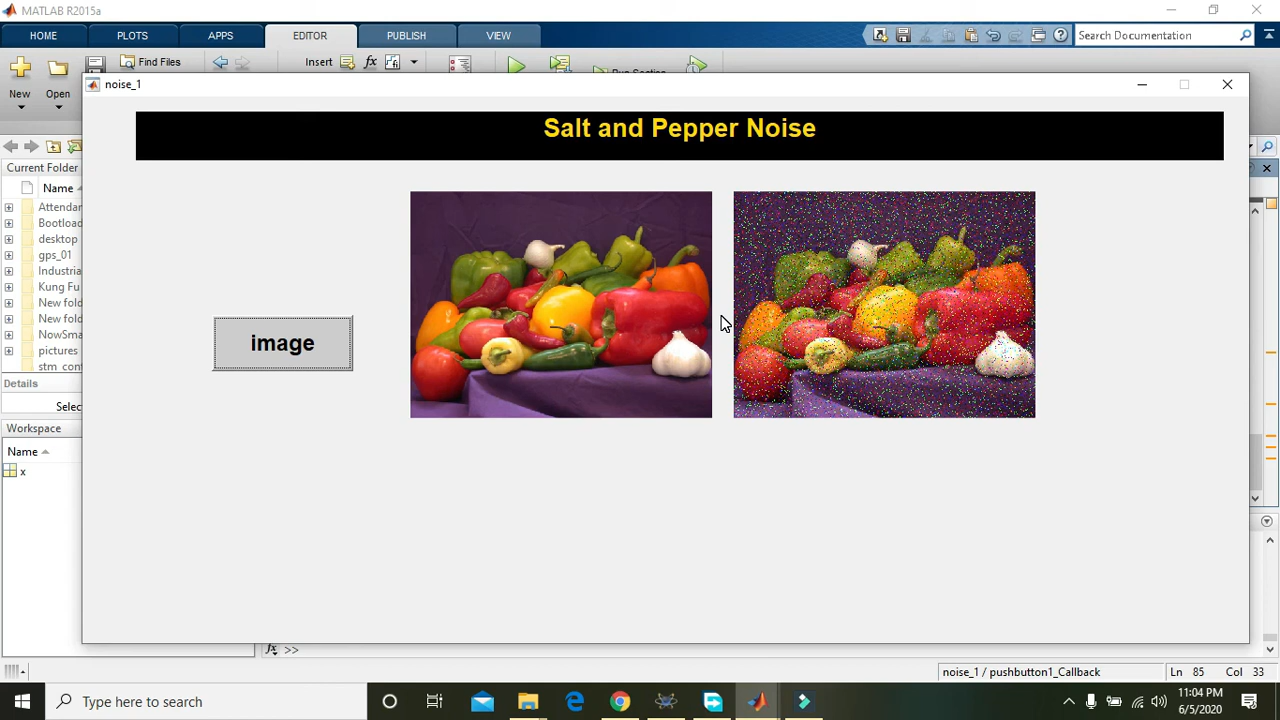 MATLAB R2015a
HOME PLOTS APPS EDITOR PUBLISH VIEW Search Documentation
Find Files Insert fx
New Open
noise_1
Salt and Pepper Noise
Current Folder
Name
Attendar
Bootload
desktop
gps_01
Industria
Kung Fu
New fold
New fold
NowSma
pictures
stm_cont
Details
Selec
Workspace
Name
x
image
fx >>
noise_1 / pushbutton1_Callback Ln 85 Col 33
Type here to search
11:04 PM
6/5/2020